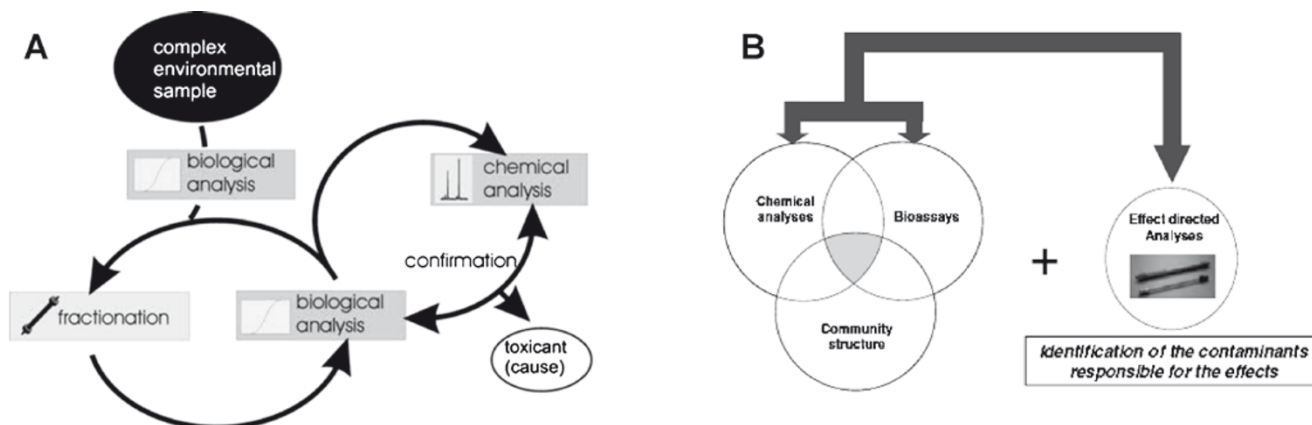 A
complex
environmental
sample
biological
analysis
chemical
analysis
confirmation
fractionation
biological
analysis
toxicant
(cause)
B
Chemical
analyses
Bioassays
Community
structure
+
Effect directed
Analyses
Identification of the contaminants
responsible for the effects